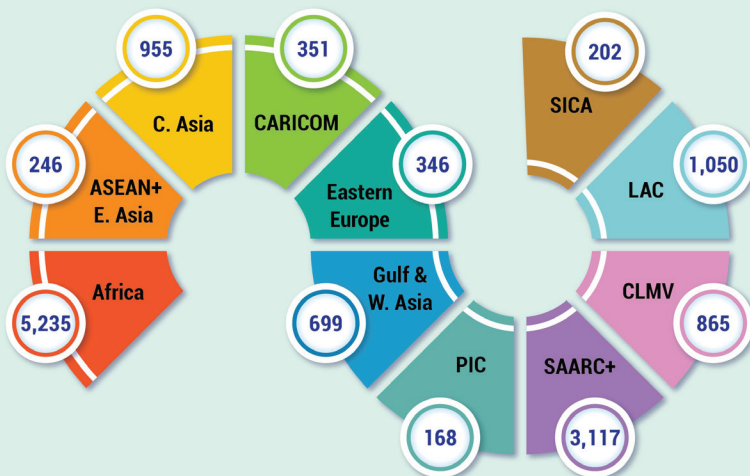 955
C. Asia
351
CARICOM
202
SICA
246
ASEAN+
E. Asia
346
Eastern
Europe
1,050
LAC
5,235
Africa
699
Gulf &
W. Asia
168
PIC
3,117
SAARC+
865
CLMV